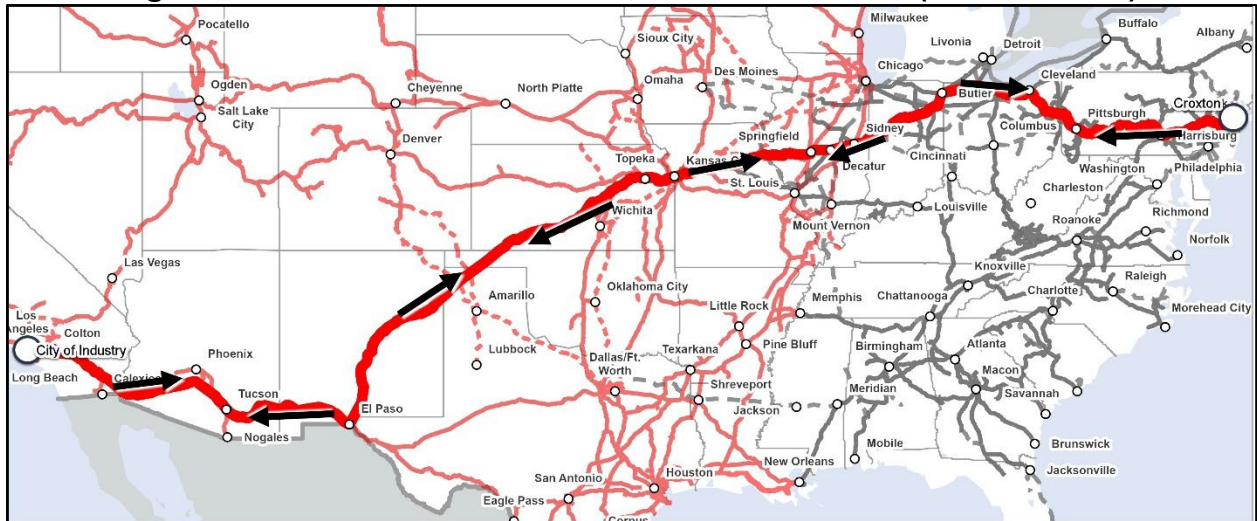 Pocatello
Ogden
Salt Lake
City
Las Vegas
Los
Angeles
Colton
City of Industry
Long Beach
Calexico
Phoenix
Tucson
Nogales
El Paso
Cheyenne
Denver
North Platte
Sioux City
Omaha
Des Moines
Topeka
Kansas
Wichita
Amarillo
Lubbock
Oklahoma City
Dallas/Ft.
Worth
San Antonio
Eagle Pass
Corpus
Houston
Little Rock
Pine Bluff
Texarkana
Shreveport
Jackson
New Orleans
Milwaukee
Chicago
Springfield
Decatur
St. Louis
Mount Vernon
Memphis
Meridian
Mobile
Birmingham
Livonia
Detroit
Butler
Sidney
Cincinnati
Louisville
Cleveland
Columbus
Pittsburgh
Buffalo
Albany
Croxton
Harrisburg
Philadelphia
Washington
Charleston
Richmond
Roanoke
Norfolk
Knoxville
Chattanooga
Charlotte
Raleigh
Morehead City
Atlanta
Macon
Savannah
Brunswick
Jacksonville